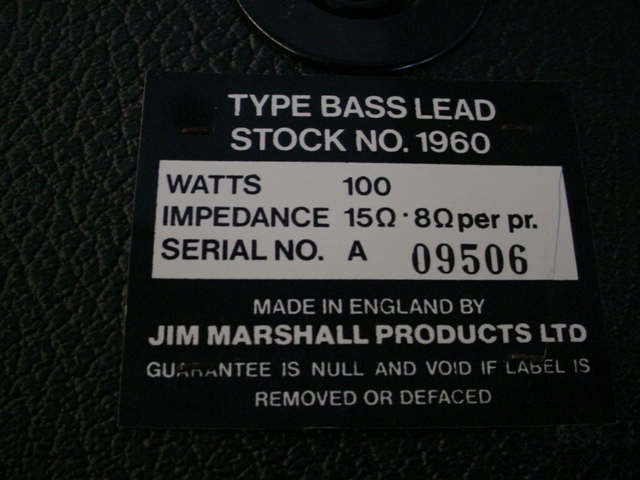 TYPE BASS LEAD
STOCK NO. 1960
WATTS 100
IMPEDANCE 15Ω · 8Ω per pr.
SERIAL NO. A 09506
MADE IN ENGLAND BY
JIM MARSHALL PRODUCTS LTD
GUARANTEE IS NULL AND VOID IF LABEL IS
REMOVED OR DEFACED